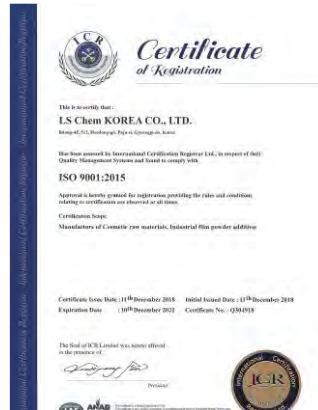 ICR
Certificate
of Registration
This is to certify that :
LS Chem KOREA CO., LTD.
Korea
Has been assessed by International Certification Registrar Ltd., in respect of their
Quality Management Systems and found to comply with
ISO 9001:2015
Approval is hereby granted for registration providing the rules and conditions
relating to certification are observed at all times.
Certification Scope:
Manufacture of Cosmetic raw materials, Industrial film powder additive
Certificate Issue Date : 11th December 2018 Initial Issued Date : 11th December 2018
Expiration Date : 10th December 2021 Certificate No. : Q304918
The Seal of ICR Limited was hereto affixed
in the presence of
President
IAF ANAB
International Certification
ICR